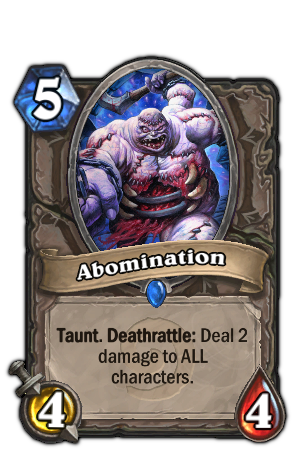 5
Abomination
Taunt. Deathrattle: Deal 2
damage to ALL
characters.
4 4